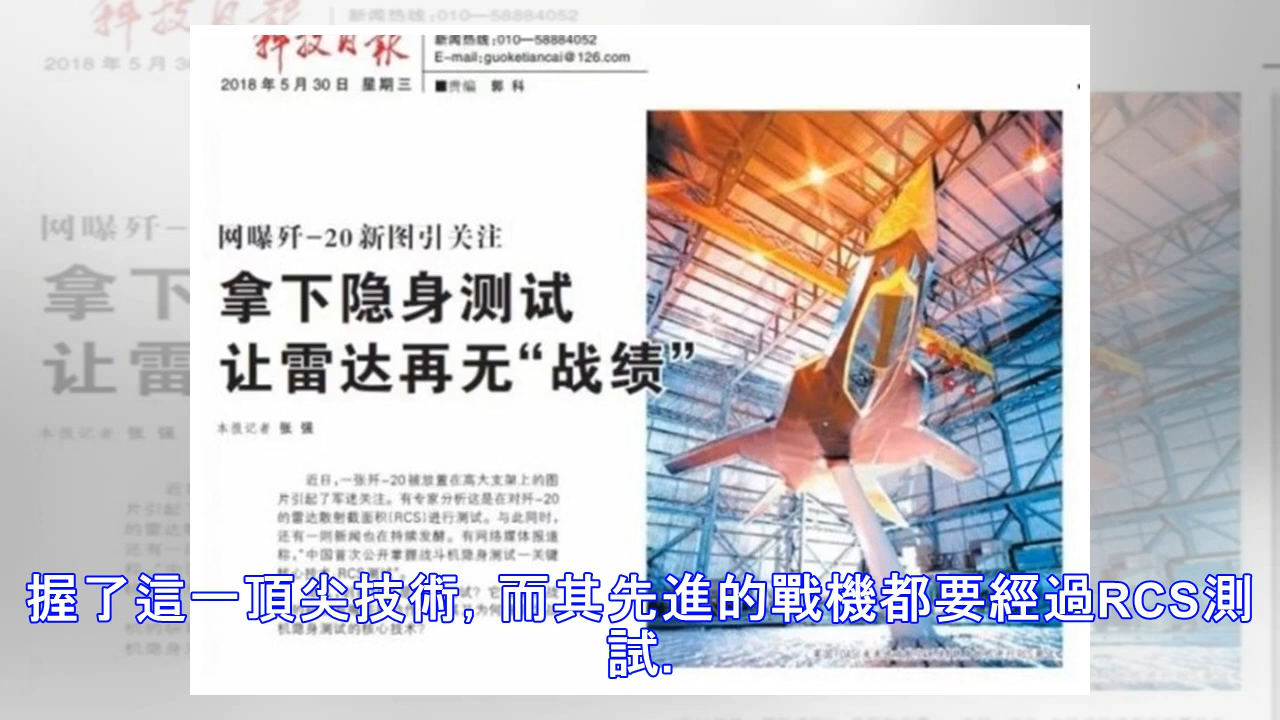 科技日报
新闻热线:010—58884052
E-mail:guoketiancai@126.com
2018年5月30日 星期三
■责编 郭 科
网曝歼-20新图引关注
拿下隐身测试
让雷达再无“战绩”
本报记者 张 强
近日,一张歼-20被放置在高大支架上的图
片引起了军迷关注。有专家分析这是在对歼-20
的雷达散射截面积(RCS)进行测试。与此同时,
还有一则新闻也在持续发酵。有网络媒体报道
称,“中国首次公开掌握战斗机隐身测试一关键
核心技术
机隐身测试的核心技术?
握了這一頂尖技術, 而其先進的戰機都要經過RCS測
試.